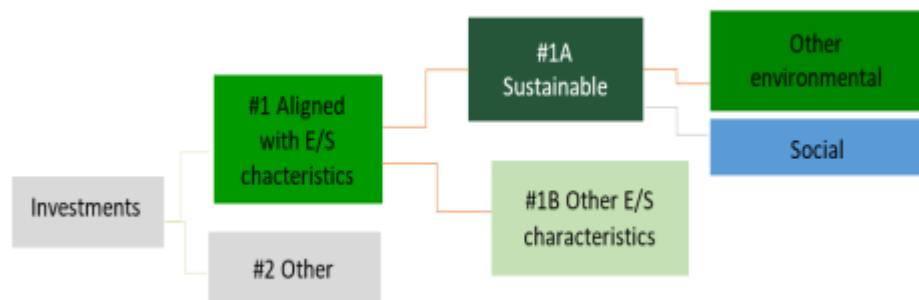 Investments
#1 Aligned
with E/S
chacteristics
#2 Other
#1A
Sustainable
#1B Other E/S
characteristics
Other
environmental
Social